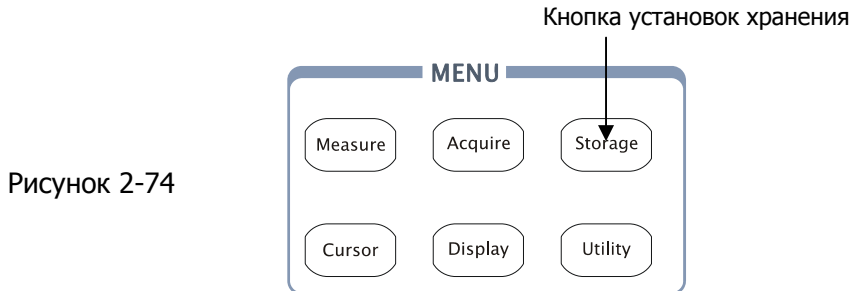 Кнопка установок хранения
MENU
Measure Acquire Storage
Рисунок 2-74
Cursor Display Utility